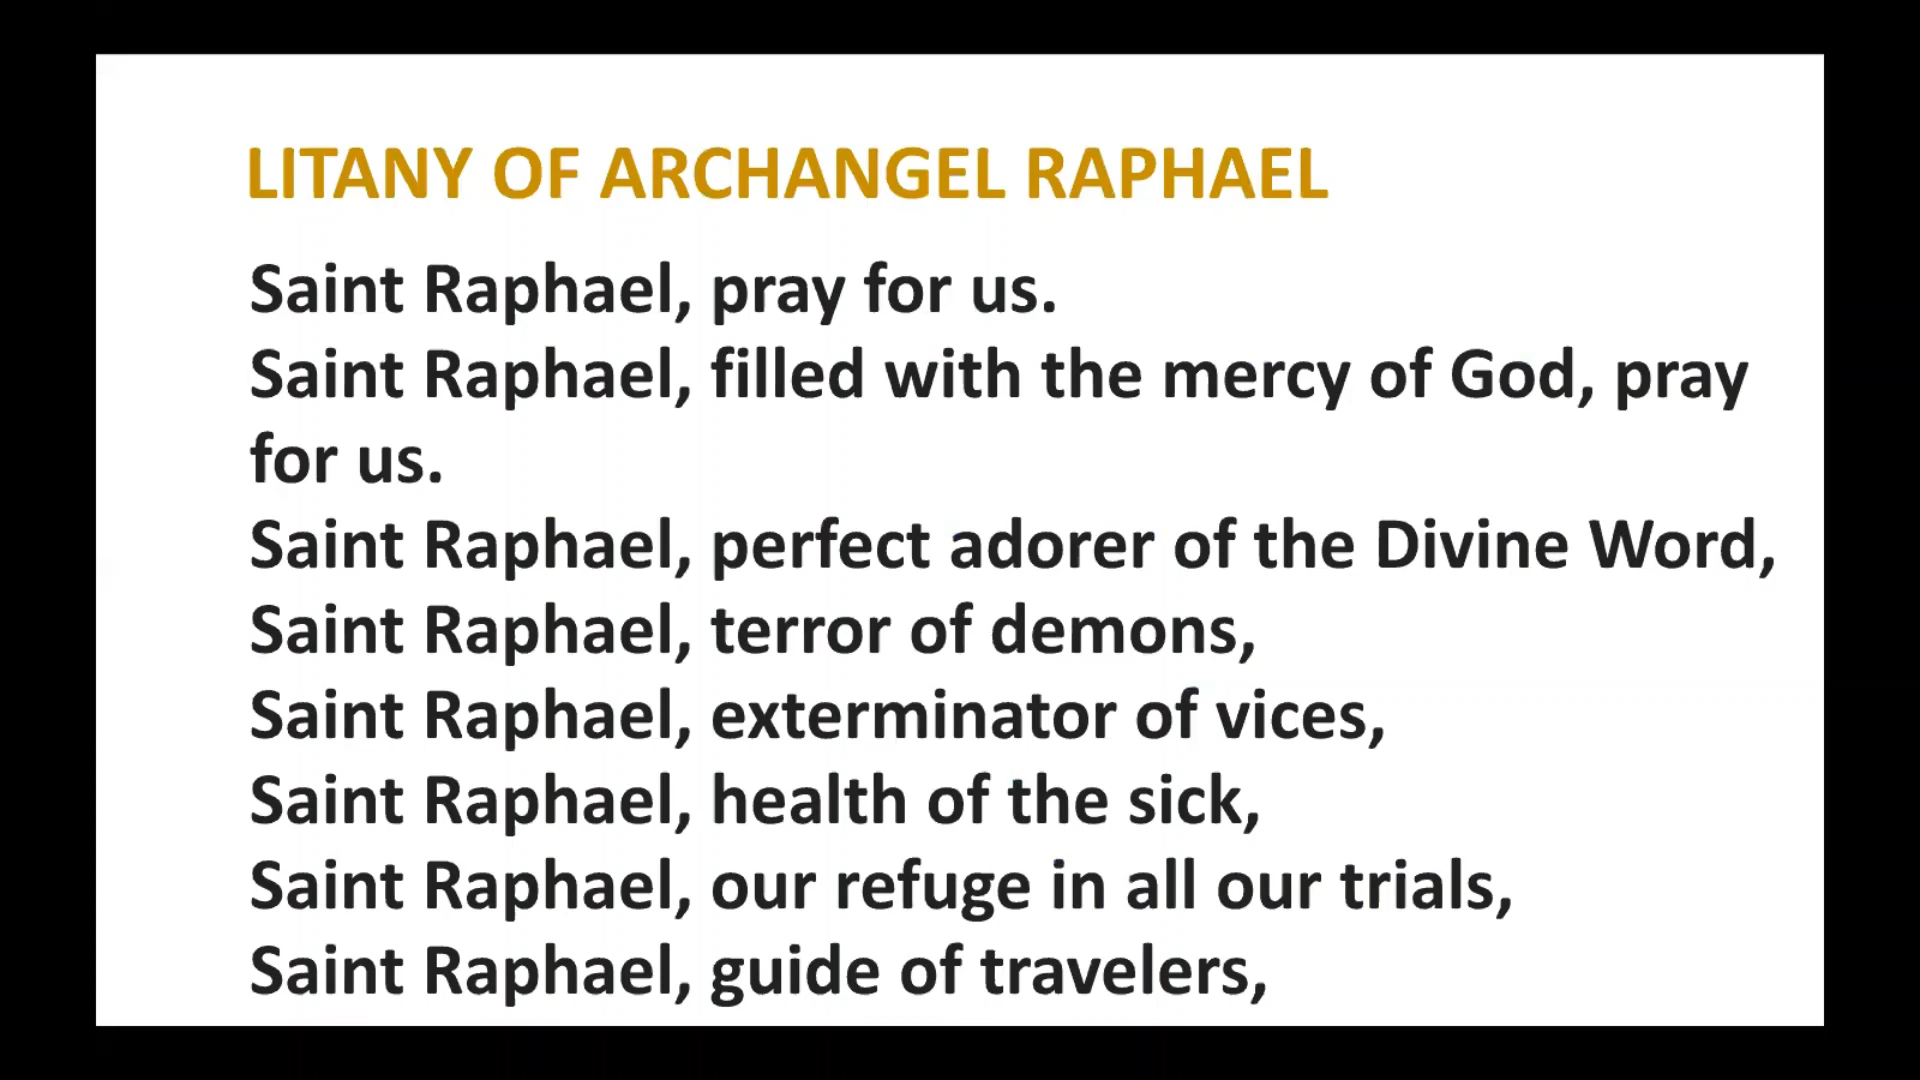 LITANY OF ARCHANGEL RAPHAEL
Saint Raphael, pray for us.
Saint Raphael, filled with the mercy of God, pray
for us.
Saint Raphael, perfect adorer of the Divine Word,
Saint Raphael, terror of demons,
Saint Raphael, exterminator of vices,
Saint Raphael, health of the sick,
Saint Raphael, our refuge in all our trials,
Saint Raphael, guide of travelers,